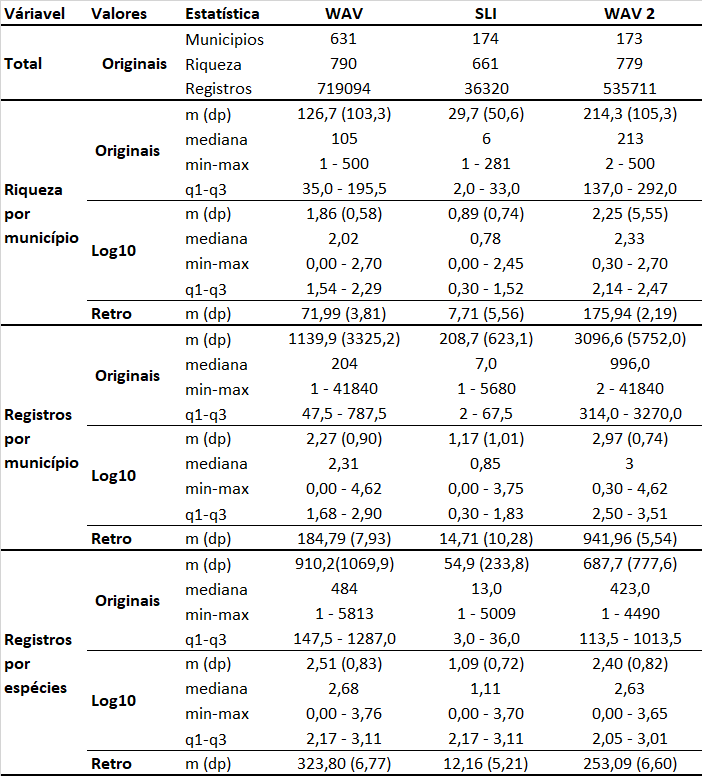 Váriavel Valores Estatística WAV SLI WAV 2
Total Originais Municipios 631 174 173
Riqueza 790 661 779
Registros 719094 36320 535711
Riqueza por município Originais m (dp) 126,7 (103,3) 29,7 (50,6) 214,3 (105,3)
mediana 105 6 213
min-max 1 - 500 1 - 281 2 - 500
q1-q3 35,0 - 195,5 2,0 - 33,0 137,0 - 292,0
Log10 m (dp) 1,86 (0,58) 0,89 (0,74) 2,25 (5,55)
mediana 2,02 0,78 2,33
min-max 0,00 - 2,70 0,00 - 2,45 0,30 - 2,70
q1-q3 1,54 - 2,29 0,30 - 1,52 2,14 - 2,47
Retro m (dp) 71,99 (3,81) 7,71 (5,56) 175,94 (2,19)
Registros por município Originais m (dp) 1139,9 (3325,2) 208,7 (623,1) 3096,6 (5752,0)
mediana 204 7,0 996,0
min-max 1 - 41840 1 - 5680 2 - 41840
q1-q3 47,5 - 787,5 2 - 67,5 314,0 - 3270,0
Log10 m (dp) 2,27 (0,90) 1,17 (1,01) 2,97 (0,74)
mediana 2,31 0,85 3
min-max 0,00 - 4,62 0,00 - 3,75 0,30 - 4,62
q1-q3 1,68 - 2,90 0,30 - 1,83 2,50 - 3,51
Retro m (dp) 184,79 (7,93) 14,71 (10,28) 941,96 (5,54)
Registros por espécies Originais m (dp) 910,2(1069,9) 54,9 (233,8) 687,7 (777,6)
mediana 484 13,0 423,0
min-max 1 - 5813 1 - 5009 1 - 4490
q1-q3 147,5 - 1287,0 3,0 - 36,0 113,5 - 1013,5
Log10 m (dp) 2,51 (0,83) 1,09 (0,72) 2,40 (0,82)
mediana 2,68 1,11 2,63
min-max 0,00 - 3,76 0,00 - 3,70 0,00 - 3,65
q1-q3 2,17 - 3,11 2,17 - 3,11 2,05 - 3,01
Retro m (dp) 323,80 (6,77) 12,16 (5,21) 253,09 (6,60)